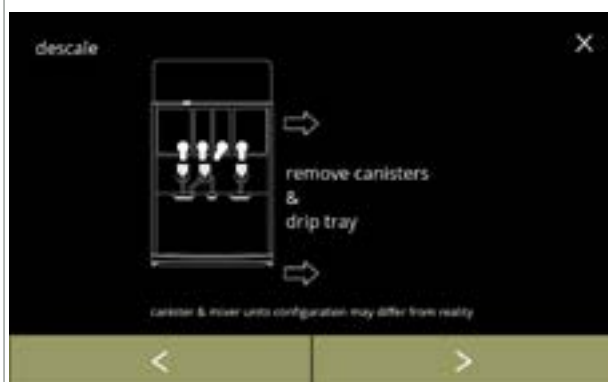 descale
remove canisters
&
drip tray
canister & mixer units configuration may differ from reality